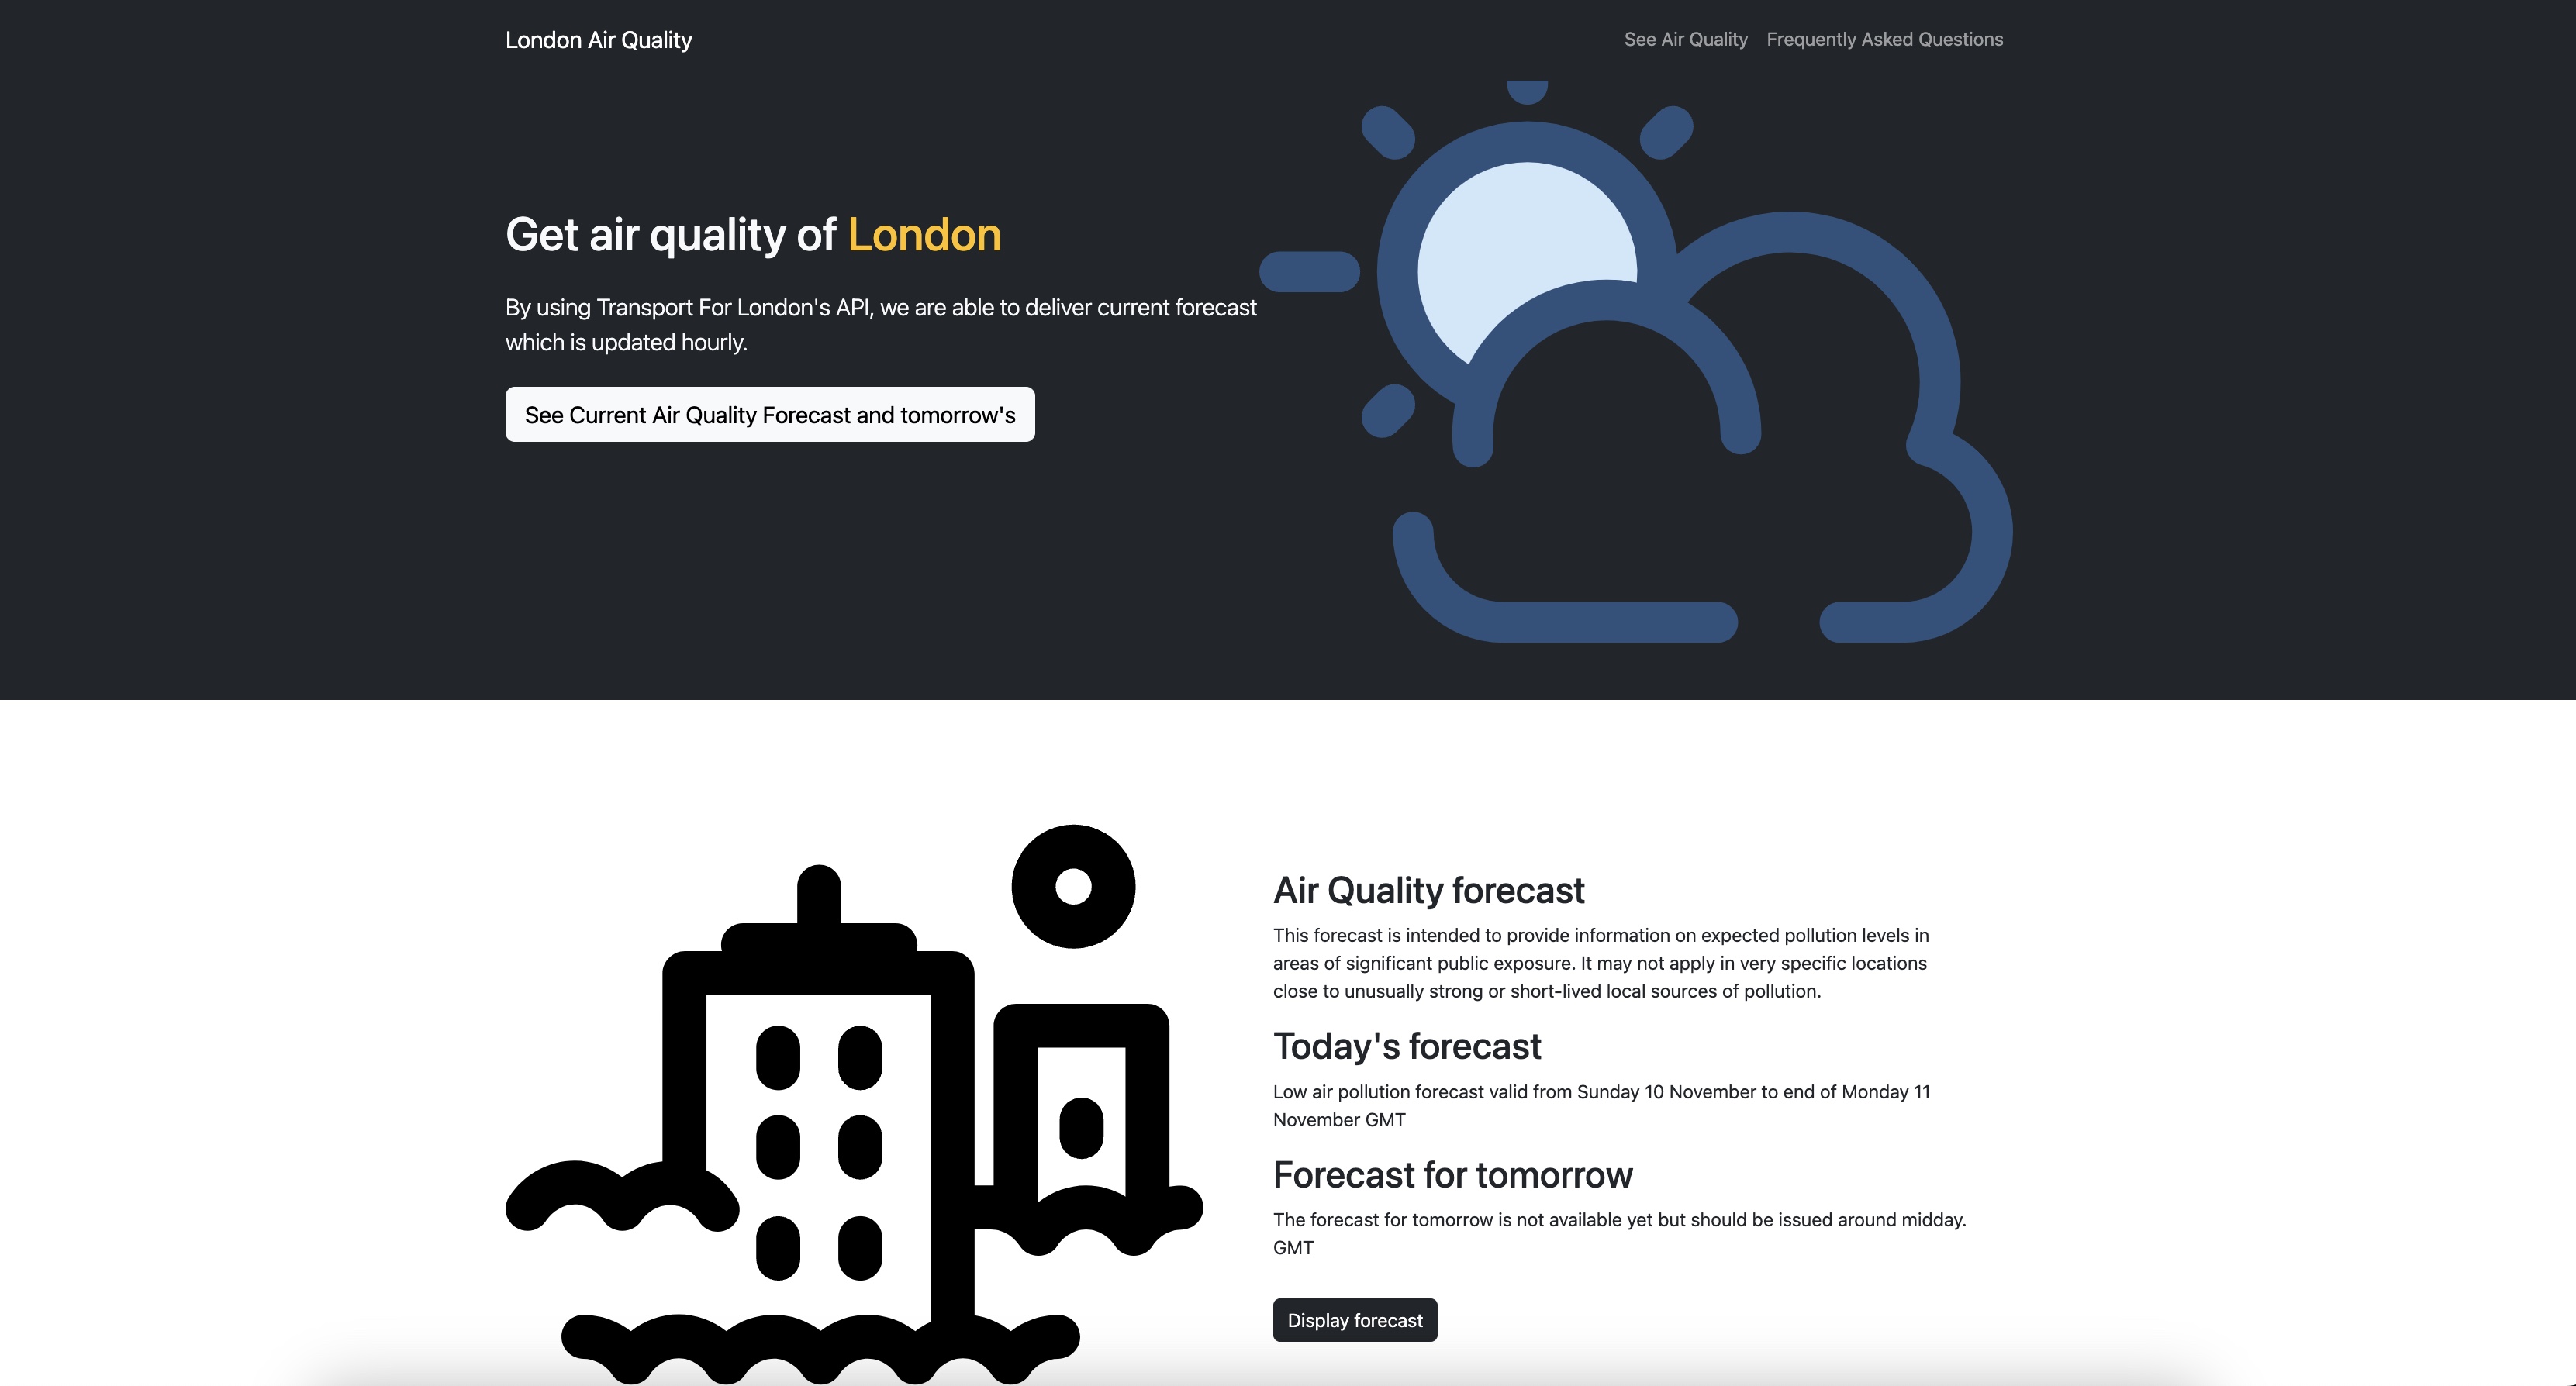 London Air Quality
See Air Quality Frequently Asked Questions
Get air quality of London
By using Transport For London's API, we are able to deliver current forecast
which is updated hourly.
See Current Air Quality Forecast and tomorrow's
Air Quality forecast
This forecast is intended to provide information on expected pollution levels in
areas of significant public exposure. It may not apply in very specific locations
close to unusually strong or short-lived local sources of pollution.
Today's forecast
Low air pollution forecast valid from Sunday 10 November to end of Monday 11
November GMT
Forecast for tomorrow
The forecast for tomorrow is not available yet but should be issued around midday.
GMT
Display forecast